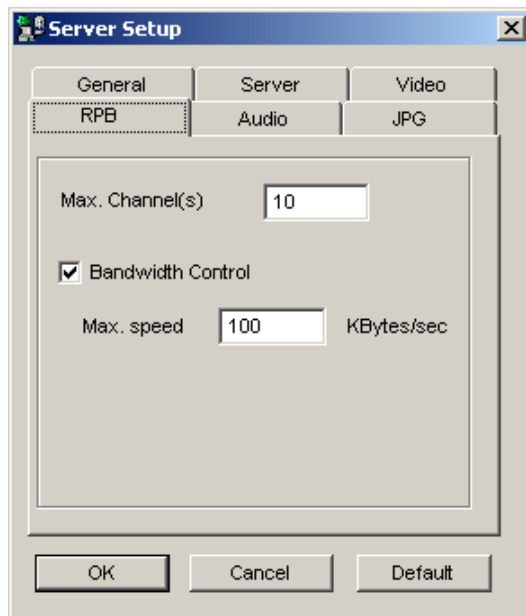 Server Setup
General Server Video
RPB Audio JPG
Max. Channel(s) 10
Bandwidth Control
Max. speed 100 KBytes/sec
OK Cancel Default